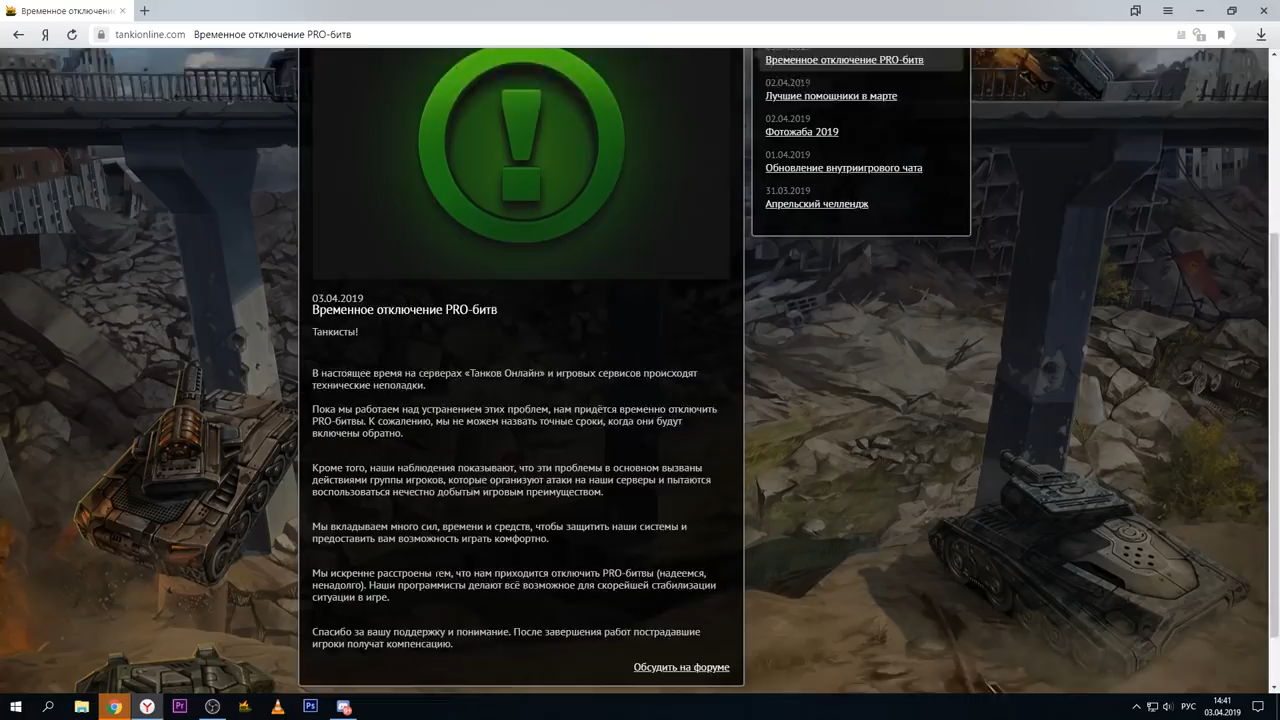 Временное отключени
tankionline.com Временное отключение PRO-битв
Временное отключение PRO-битв
02.04.2019
Лучшие помощники в марте
02.04.2019
Фотожаба 2019
01.04.2019
Обновление внутриигрового чата
31.03.2019
Апрельский челлендж
03.04.2019
Временное отключение PRO-битв
Танкисты!
В настоящее время на серверах «Танков Онлайн» и игровых сервисов происходят
технические неполадки.
Пока мы работаем над устранением этих проблем, нам придётся временно отключить
PRO-битвы. К сожалению, мы не можем назвать точные сроки, когда они будут
включены обратно.
Кроме того, наши наблюдения показывают, что эти проблемы в основном вызваны
действиями группы игроков, которые организуют атаки на наши серверы и пытаются
воспользоваться нечестно добытым игровым преимуществом.
Мы вкладываем много сил, времени и средств, чтобы защитить наши системы и
предоставить вам возможность играть комфортно.
Мы искренне расстроены тем, что нам приходится отключить PRO-битвы (надеемся,
ненадолго). Наши программисты делают всё возможное для скорейшей стабилизации
ситуации в игре.
Спасибо за вашу поддержку и понимание. После завершения работ пострадавшие
игроки получат компенсацию.
Обсудить на форуме
Pr
Ps
РУС
14:41
03.04.2019